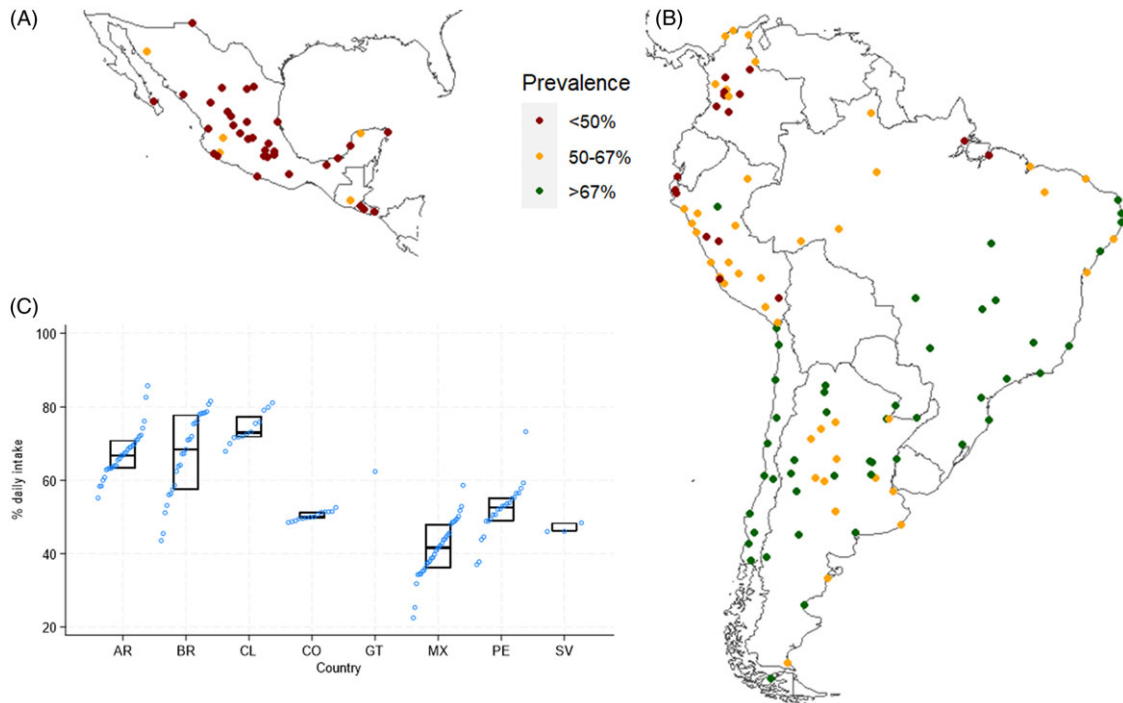 (A)
(B)
Prevalence
<50%
50-67%
>67%
(C)
100
80
60
40
20
% daily intake
AR BR CL CO GT MX PE SV
Country